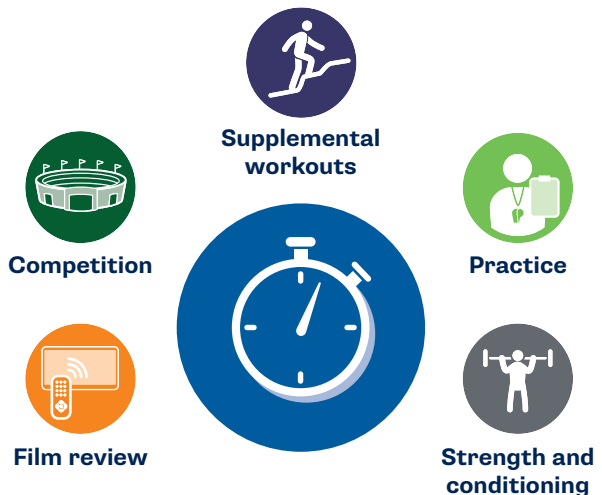 Supplemental
workouts
Competition
Practice
Film review
Strength and
conditioning